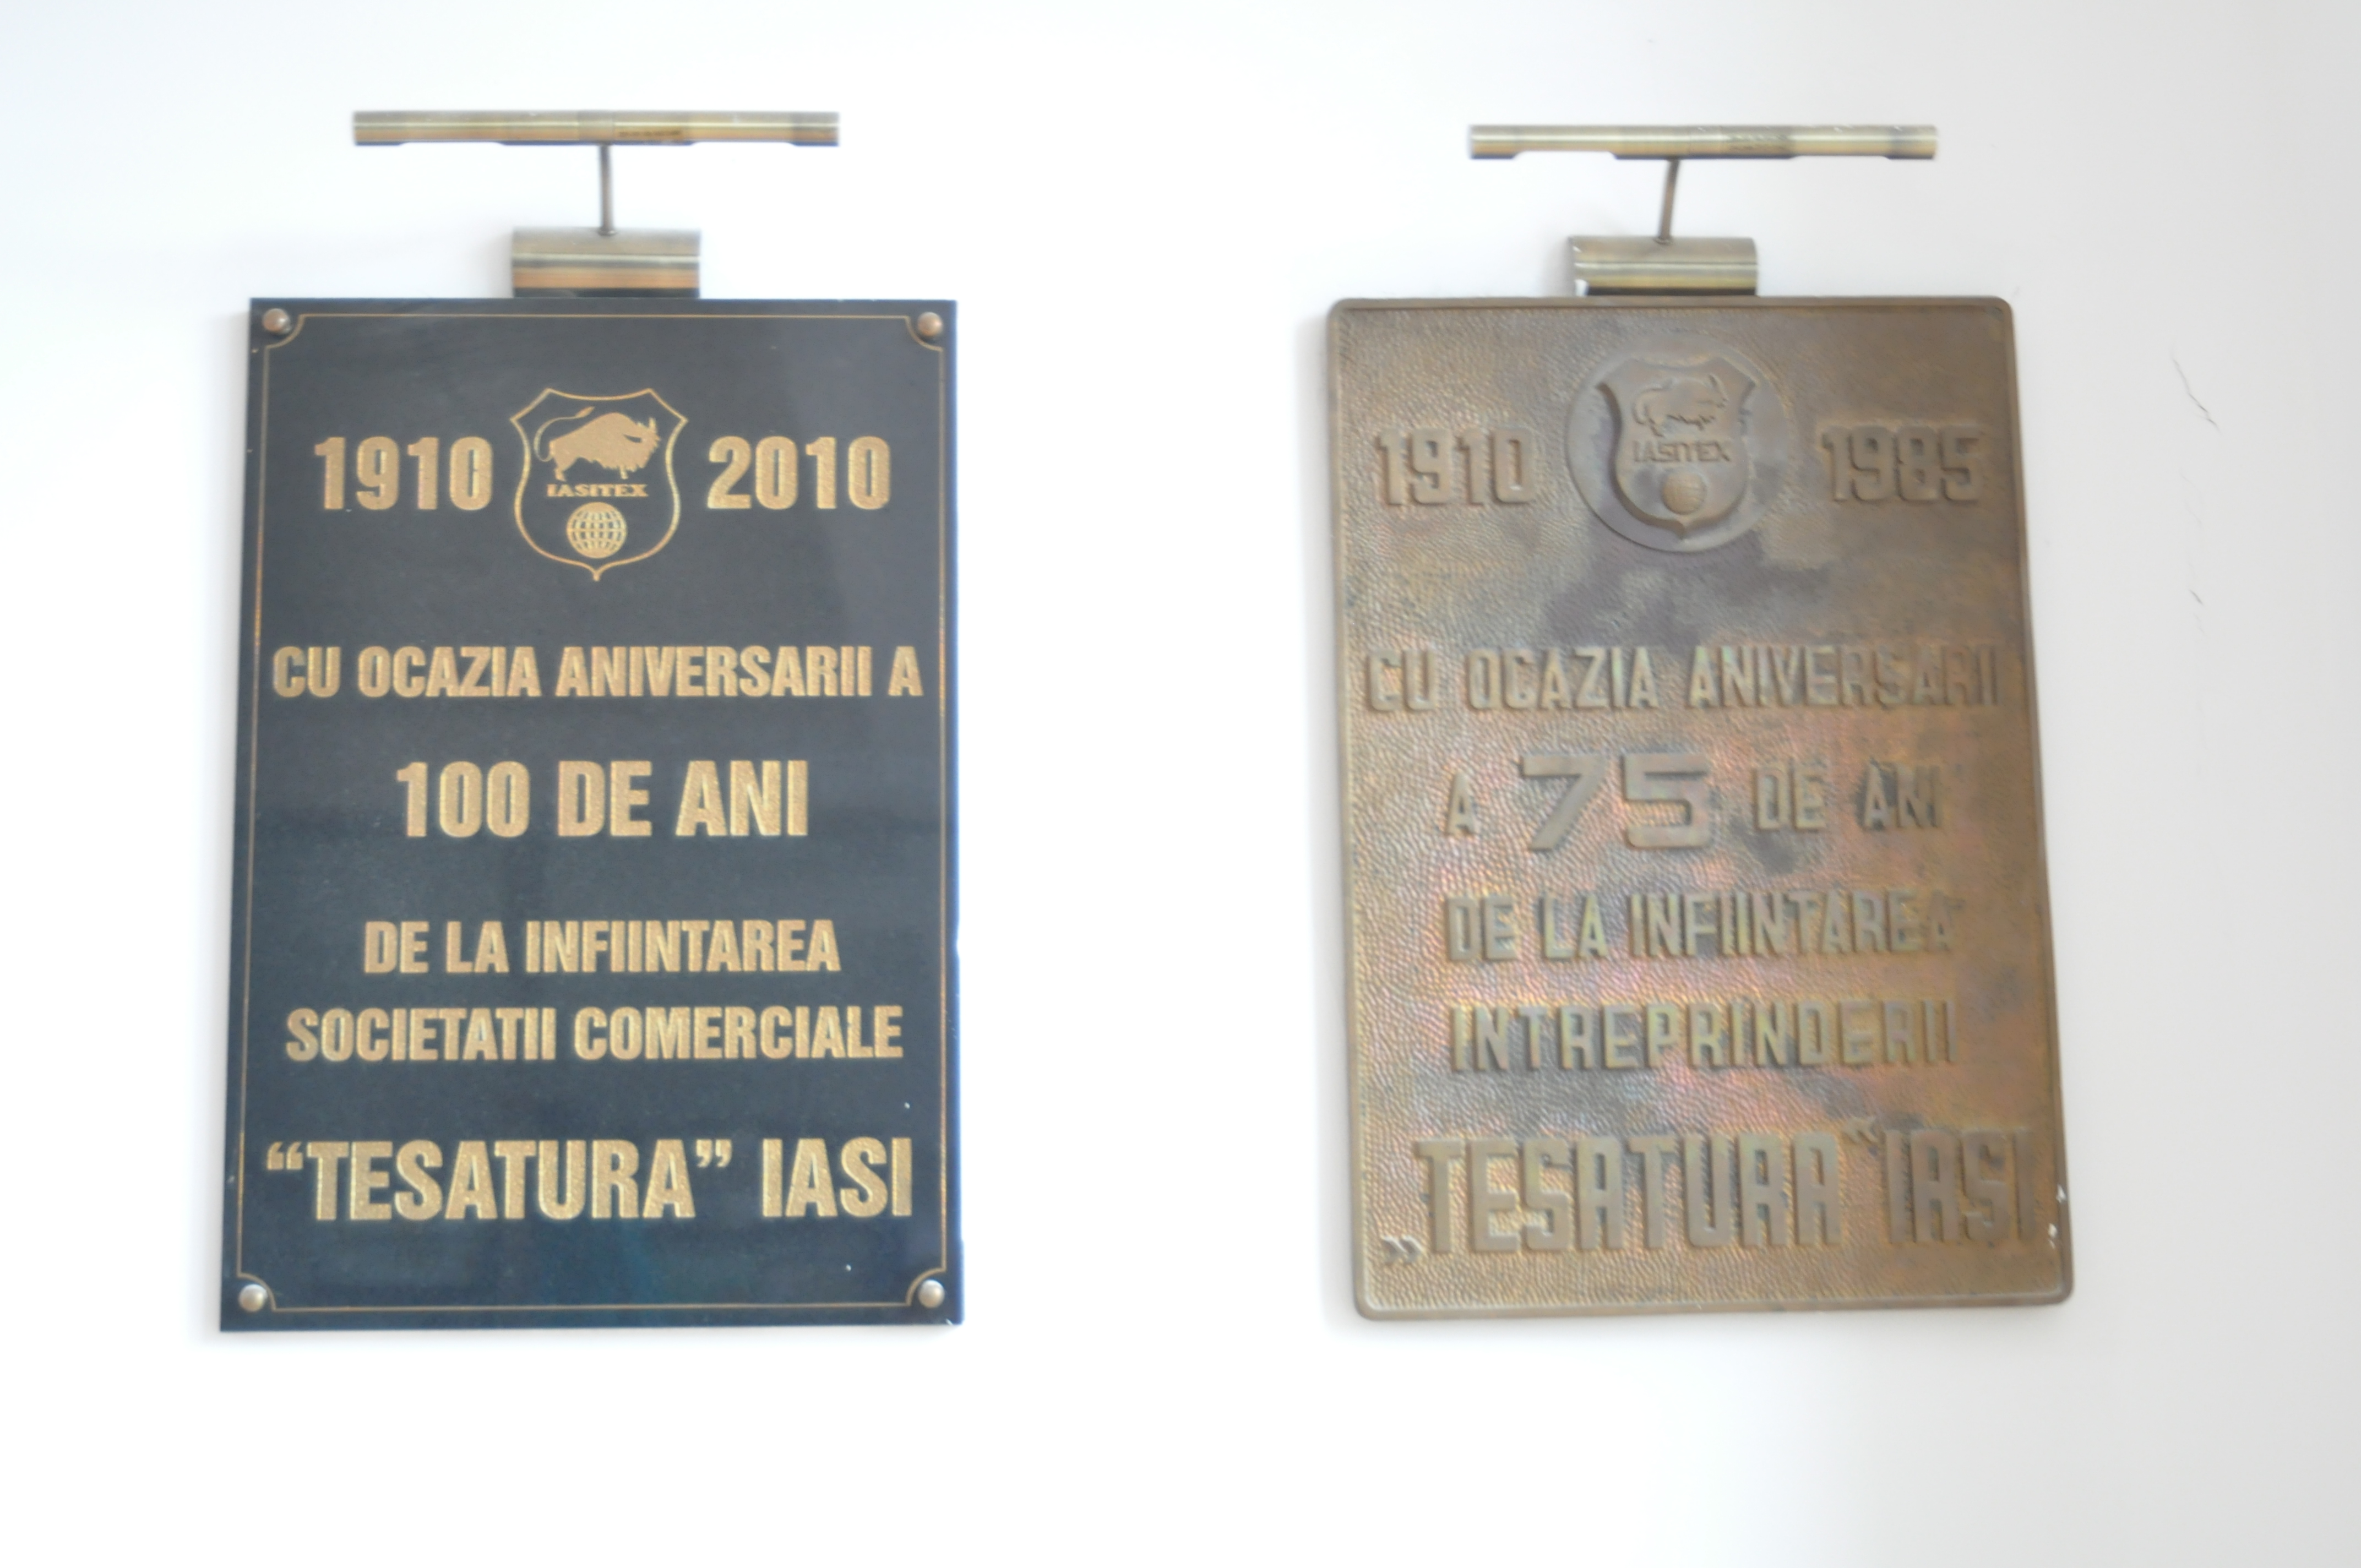 1910 2010
IASITEX
CU OCAZIA ANIVERSARII A
100 DE ANI
DE LA INFIINTAREA
SOCIETATII COMERCIALE
“TESATURA” IASI
1910 1985
IASITEX
CU OCAZIA ANIVERSARII
A 75 DE ANI
DE LA INFIINTAREA
INTREPRINDERII
„TESATURA“ IAȘI